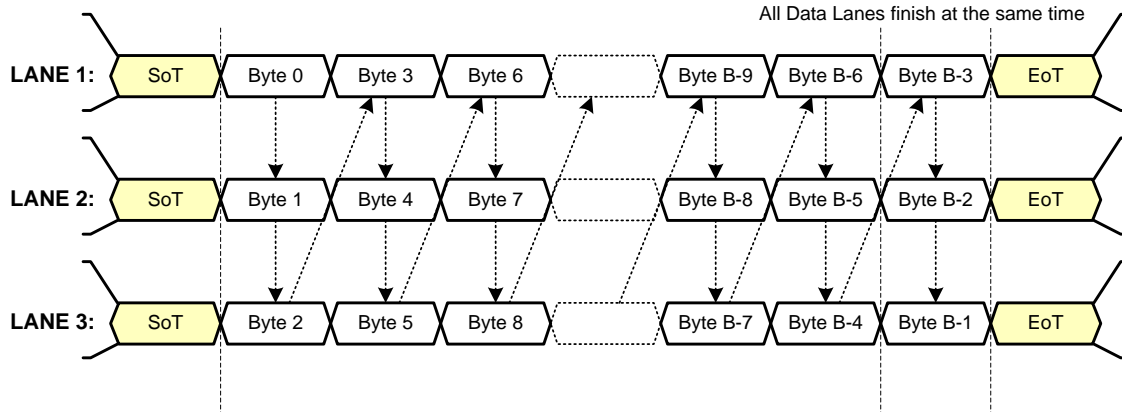 All Data Lanes finish at the same time
LANE 1: SoT Byte 0 Byte 3 Byte 6 Byte B-9 Byte B-6 Byte B-3 EoT
LANE 2: SoT Byte 1 Byte 4 Byte 7 Byte B-8 Byte B-5 Byte B-2 EoT
LANE 3: SoT Byte 2 Byte 5 Byte 8 Byte B-7 Byte B-4 Byte B-1 EoT